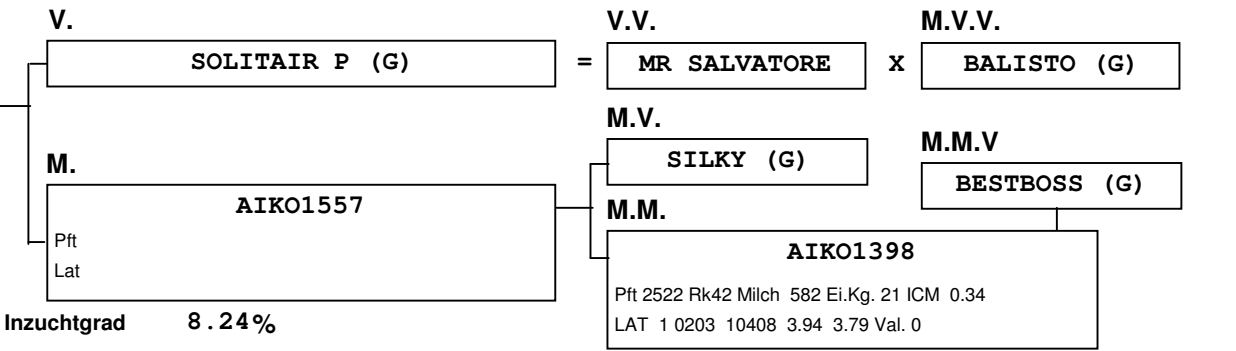 V.
V.V.
M.V.V.
SOLITAIR P (G)
=
MR SALVATORE
X
BALISTO (G)
M.V.
M.M.V
M.
SILKY (G)
BESTBOSS (G)
AIKO1557
M.M.
Pft
Lat
AIKO1398
Pft 2522 Rk42 Milch 582 Ei.Kg. 21 ICM 0.34
LAT 1 0203 10408 3.94 3.79 Val. 0
Inzuchtgrad 8.24%